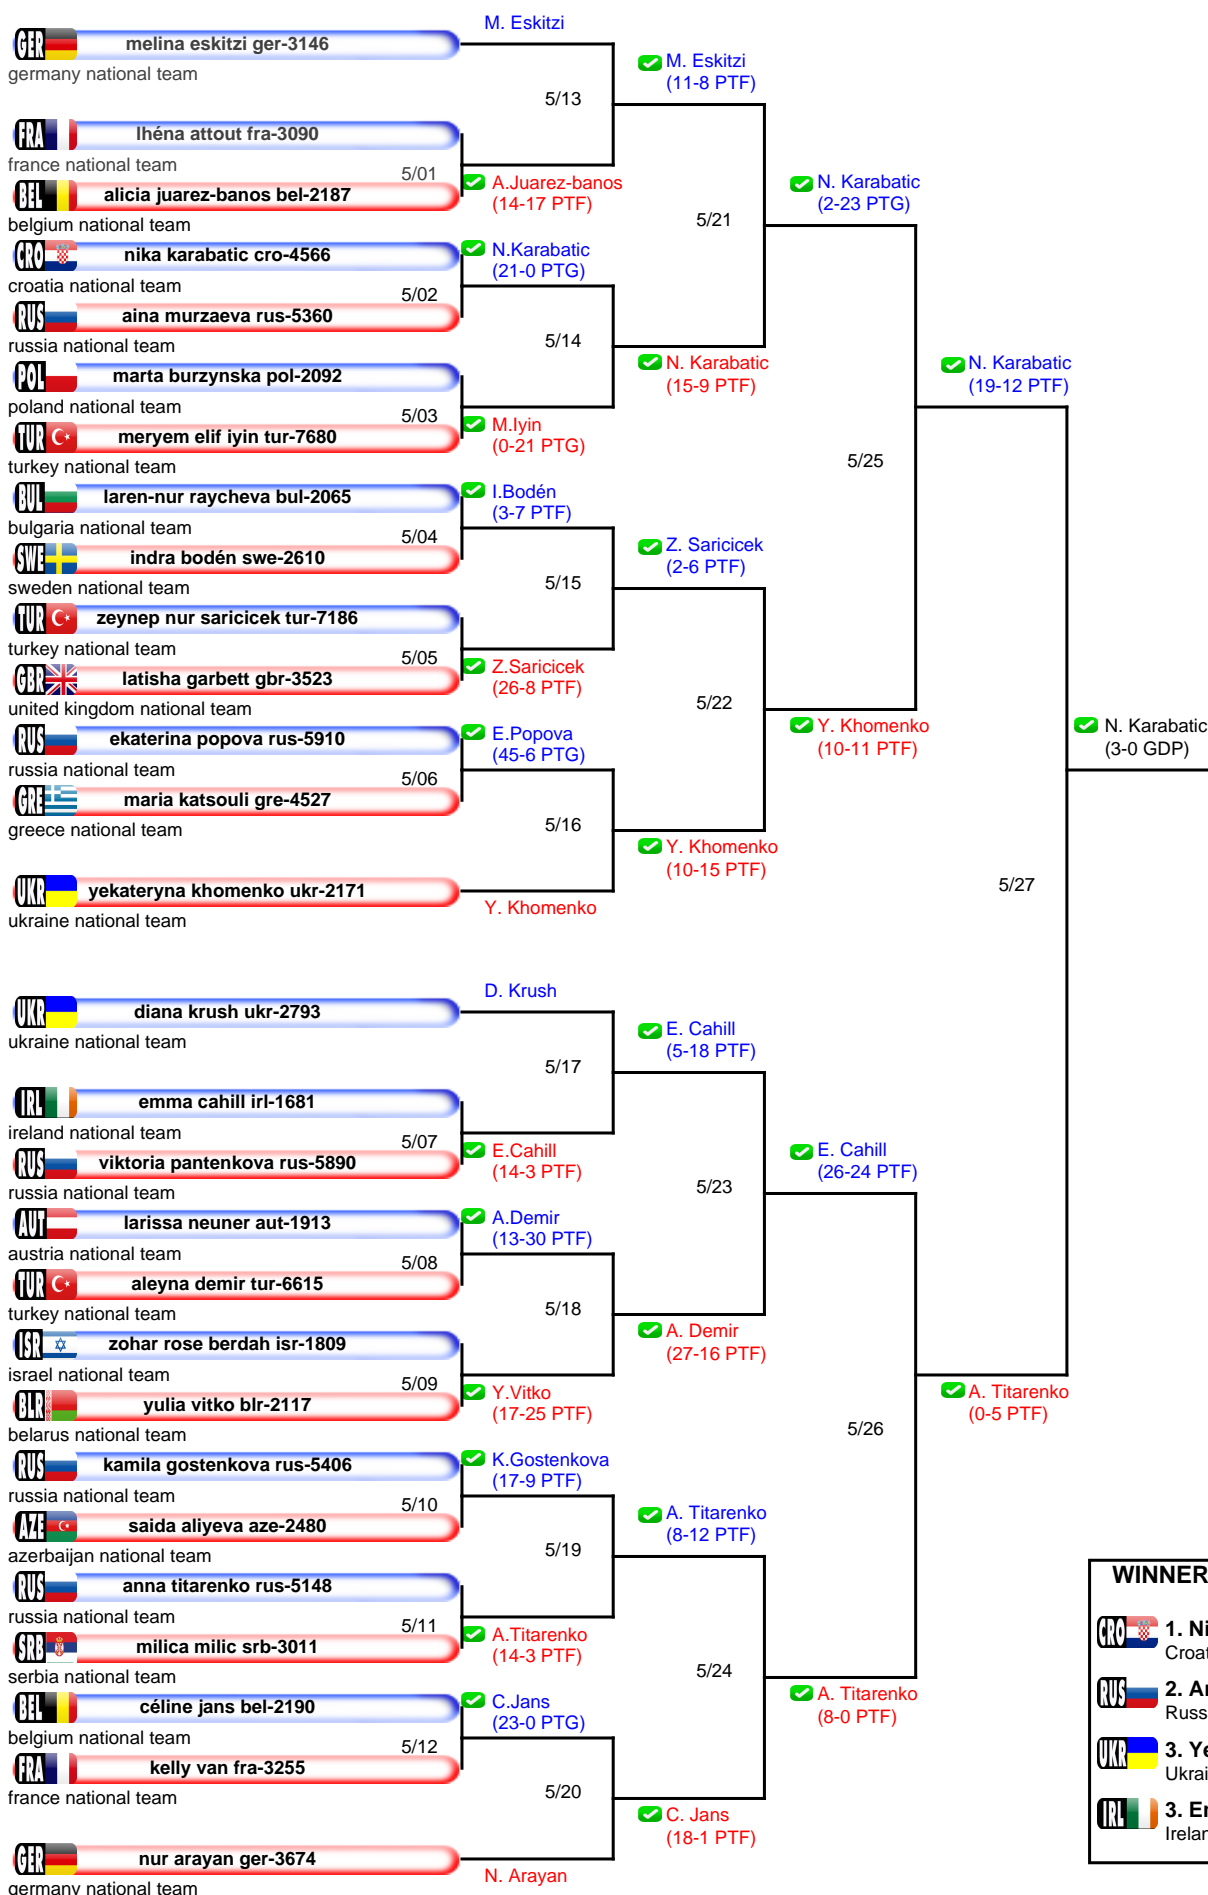 M. Eskitzi
GER melina eskitzi ger-3146
germany national team
M. Eskitzi
(11-8 PTF)
5/13
FRA lhéna attout fra-3090
france national team
5/01
BEL alicia juarez-banos bel-2187
belgium national team
A.Juarez-banos
(14-17 PTF)
N. Karabatic
(2-23 PTG)
5/21
CRO nika karabatic cro-4566
croatia national team
N.Karabatic
(21-0 PTG)
5/02
RUS aina murzaeva rus-5360
russia national team
5/14
N. Karabatic
(15-9 PTF)
POL marta burzynska pol-2092
poland national team
5/03
TUR meryem elif iyin tur-7680
turkey national team
M.Iyin
(0-21 PTG)
N. Karabatic
(19-12 PTF)
5/25
BUL laren-nur raycheva bul-2065
bulgaria national team
I.Bodén
(3-7 PTF)
5/04
SWE indra bodén swe-2610
sweden national team
Z. Saricicek
(2-6 PTF)
5/15
TUR zeynep nur saricicek tur-7186
turkey national team
5/05
GBR latisha garbett gbr-3523
united kingdom national team
Z.Saricicek
(26-8 PTF)
5/22
Y. Khomenko
(10-11 PTF)
N. Karabatic
(3-0 GDP)
RUS ekaterina popova rus-5910
russia national team
E.Popova
(45-6 PTG)
5/06
GRE maria katsouli gre-4527
greece national team
5/16
Y. Khomenko
(10-15 PTF)
UKR yekateryna khomenko ukr-2171
ukraine national team
Y. Khomenko
5/27
D. Krush
UKR diana krush ukr-2793
ukraine national team
E. Cahill
(5-18 PTF)
5/17
IRL emma cahill irl-1681
ireland national team
5/07
RUS viktoria pantenkova rus-5890
russia national team
E.Cahill
(14-3 PTF)
E. Cahill
(26-24 PTF)
5/23
AUT larissa neuner aut-1913
austria national team
A.Demir
(13-30 PTF)
5/08
TUR aleyna demir tur-6615
turkey national team
5/18
A. Demir
(27-16 PTF)
ISR zohar rose berdah isr-1809
israel national team
5/09
BLR yulia vitko blr-2117
belarus national team
Y.Vitko
(17-25 PTF)
A. Titarenko
(0-5 PTF)
5/26
RUS kamila gostenkova rus-5406
russia national team
K.Gostenkova
(17-9 PTF)
5/10
AZE saida aliyeva aze-2480
azerbaijan national team
A. Titarenko
(8-12 PTF)
5/19
RUS anna titarenko rus-5148
russia national team
5/11
SRB milica milic srb-3011
serbia national team
A.Titarenko
(14-3 PTF)
5/24
A. Titarenko
(8-0 PTF)
BEL céline jans bel-2190
belgium national team
C.Jans
(23-0 PTG)
5/12
FRA kelly van fra-3255
france national team
5/20
C. Jans
(18-1 PTF)
GER nur arayan ger-3674
germany national team
N. Arayan
WINNER
CRO 1. Ni
Croat
RUS 2. An
Russ
UKR 3. Ye
Ukrai
IRL 3. Em
Irelan